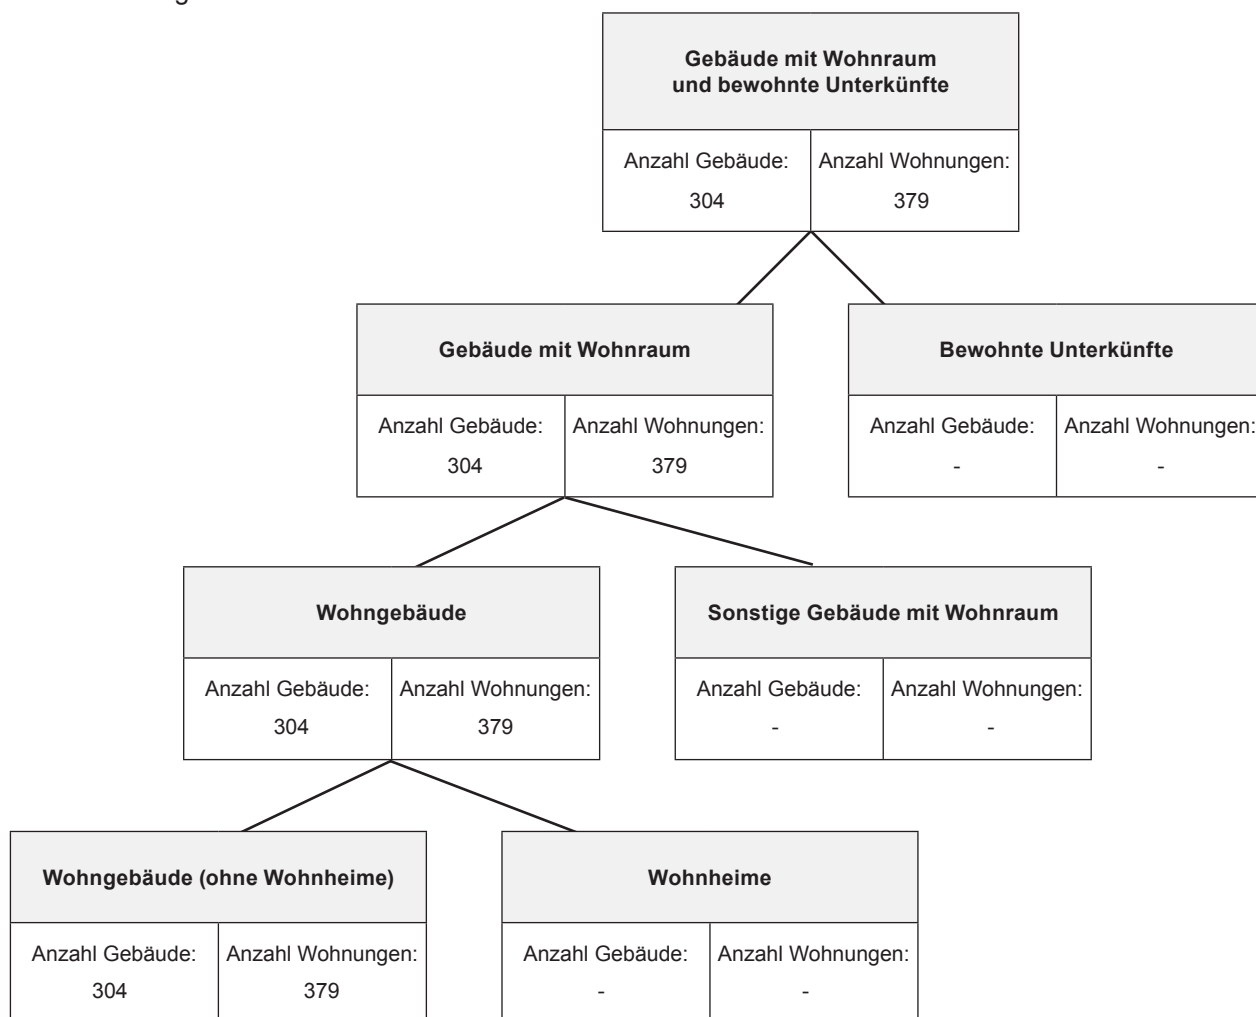 Gebäude mit Wohnraum
und bewohnte Unterkünfte
Anzahl Gebäude:
304
Anzahl Wohnungen:
379
Gebäude mit Wohnraum
Anzahl Gebäude:
304
Anzahl Wohnungen:
379
Bewohnte Unterkünfte
Anzahl Gebäude:
-
Anzahl Wohnungen:
-
Wohngebäude
Anzahl Gebäude:
304
Anzahl Wohnungen:
379
Sonstige Gebäude mit Wohnraum
Anzahl Gebäude:
-
Anzahl Wohnungen:
-
Wohngebäude (ohne Wohnheime)
Anzahl Gebäude:
304
Anzahl Wohnungen:
379
Wohnheime
Anzahl Gebäude:
-
Anzahl Wohnungen:
-